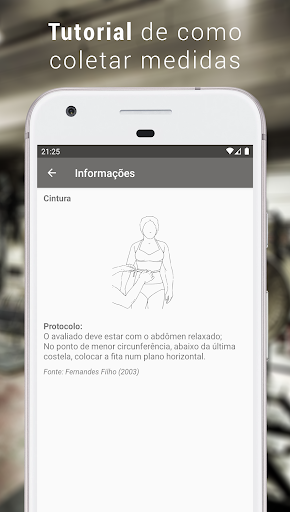 Tutorial de como
coletar medidas
21:25
Informações
Cintura
Protocolo:
O avaliado deve estar com o abdômen relaxado;
No ponto de menor circunferência, abaixo da última
costela, colocar a fita num plano horizontal.
Fonte: Fernandes Filho (2003)